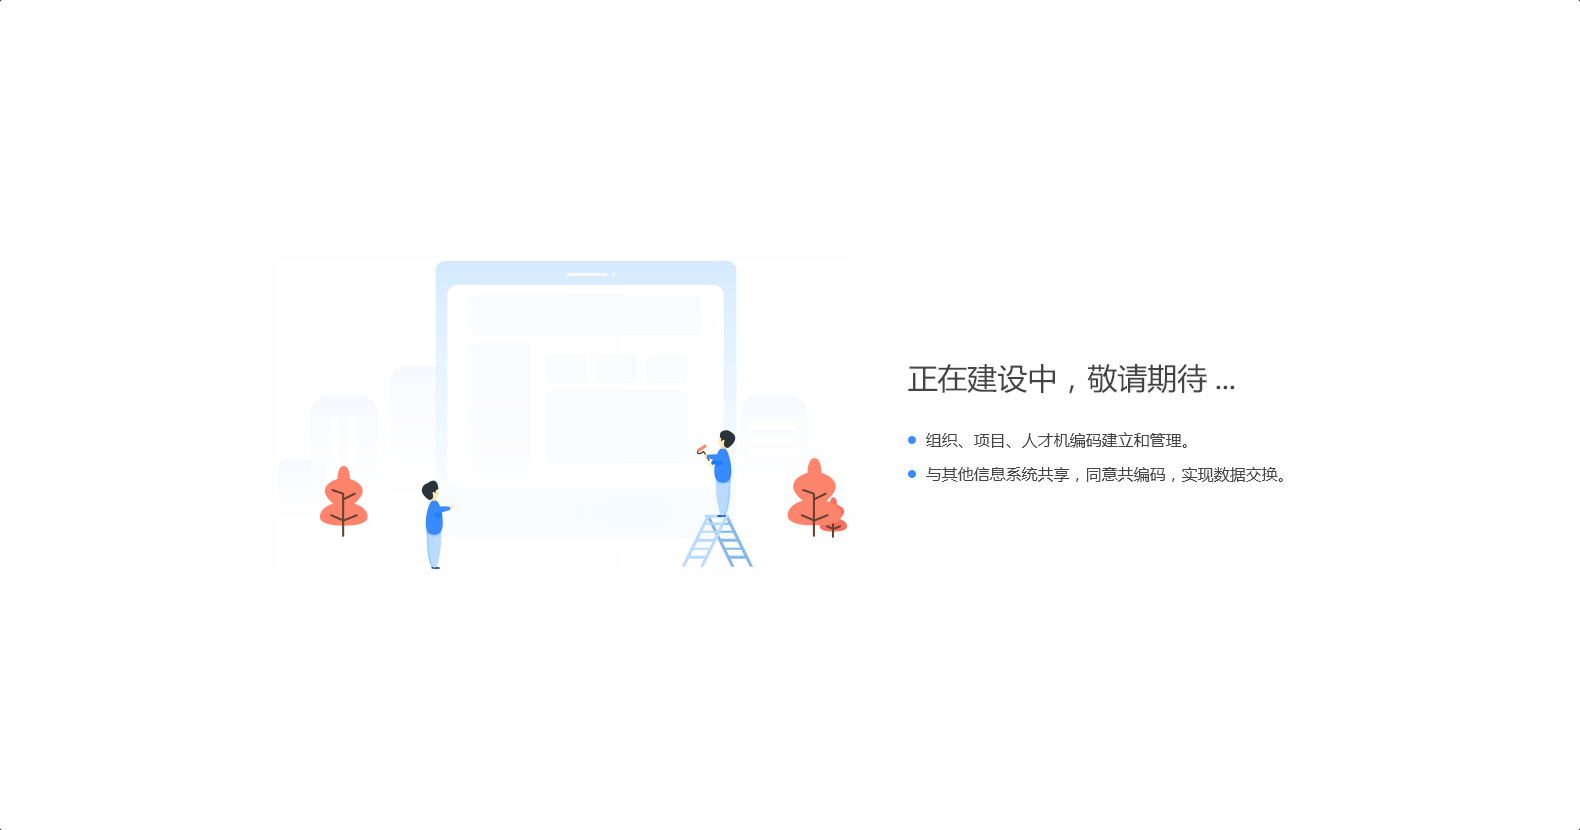 正在建设中，敬请期待 ...
组织、项目、人才机编码建立和管理。
与其他信息系统共享，同意共编码，实现数据交换。